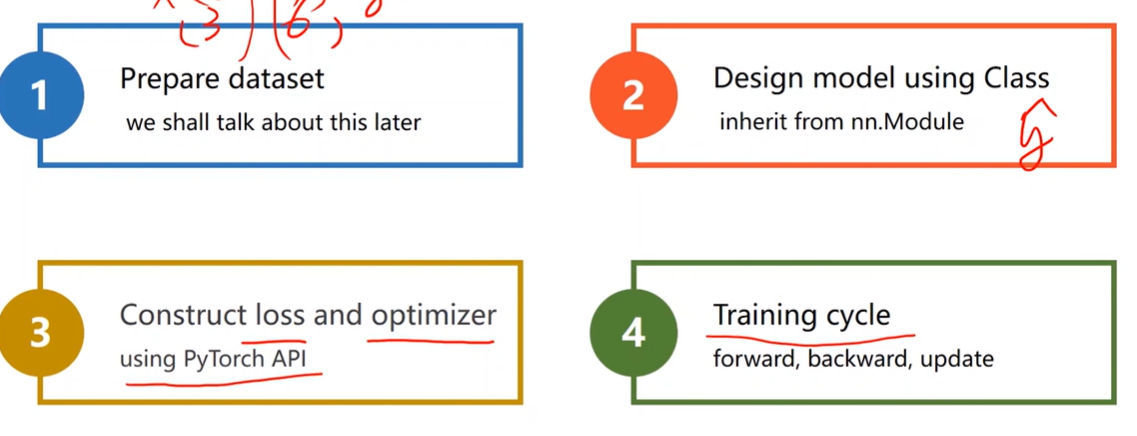 1
Prepare dataset
we shall talk about this later
2
Design model using Class
inherit from nn.Module
ŷ
3
Construct loss and optimizer
using PyTorch API
4
Training cycle
forward, backward, update